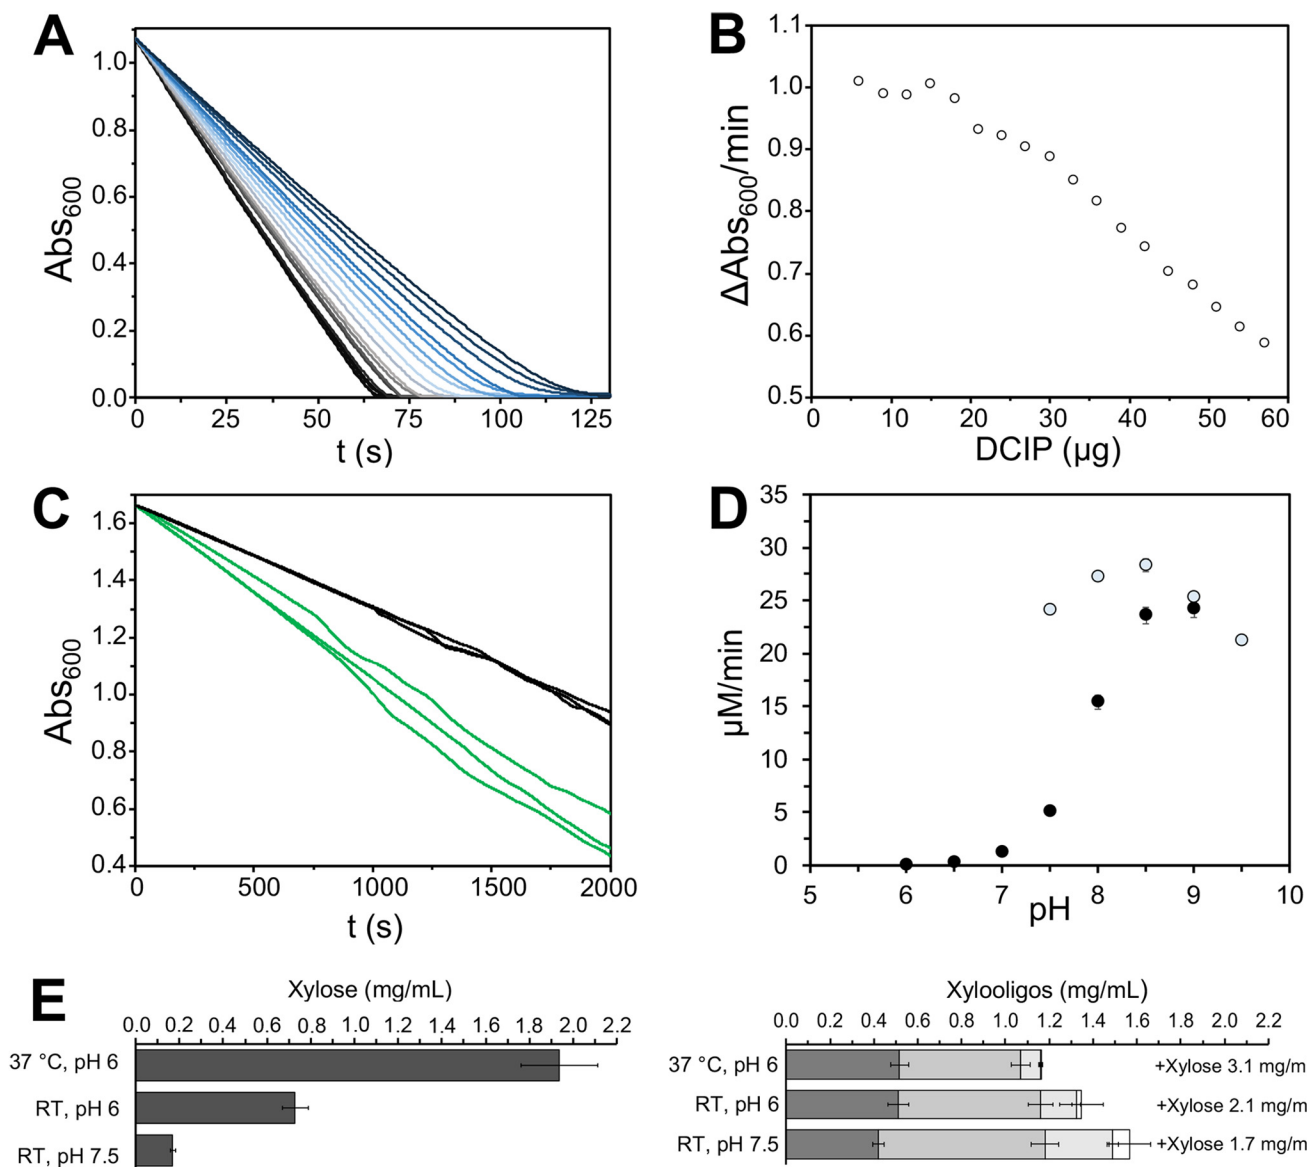 A
1.0
0.8
0.6
0.4
0.2
0.0
Abs600
0 25 50 75 100 125
t (s)
B
1.1
1.0
0.9
0.8
0.7
0.6
0.5
ΔAbs600/min
0 10 20 30 40 50 60
DCIP (μg)
C
1.6
1.4
1.2
1.0
0.8
0.6
0.4
Abs600
0 500 1000 1500 2000
t (s)
D
35
30
25
20
15
10
5
0
μM/min
5 6 7 8 9 10
pH
E
Xylose (mg/mL)
0.0 0.2 0.4 0.6 0.8 1.0 1.2 1.4 1.6 1.8 2.0 2.2
37 °C, pH 6
RT, pH 6
RT, pH 7.5
Xylooligos (mg/mL)
0.0 0.2 0.4 0.6 0.8 1.0 1.2 1.4 1.6 1.8 2.0 2.2
37 °C, pH 6 +Xylose 3.1 mg/m
RT, pH 6 +Xylose 2.1 mg/m
RT, pH 7.5 +Xylose 1.7 mg/m